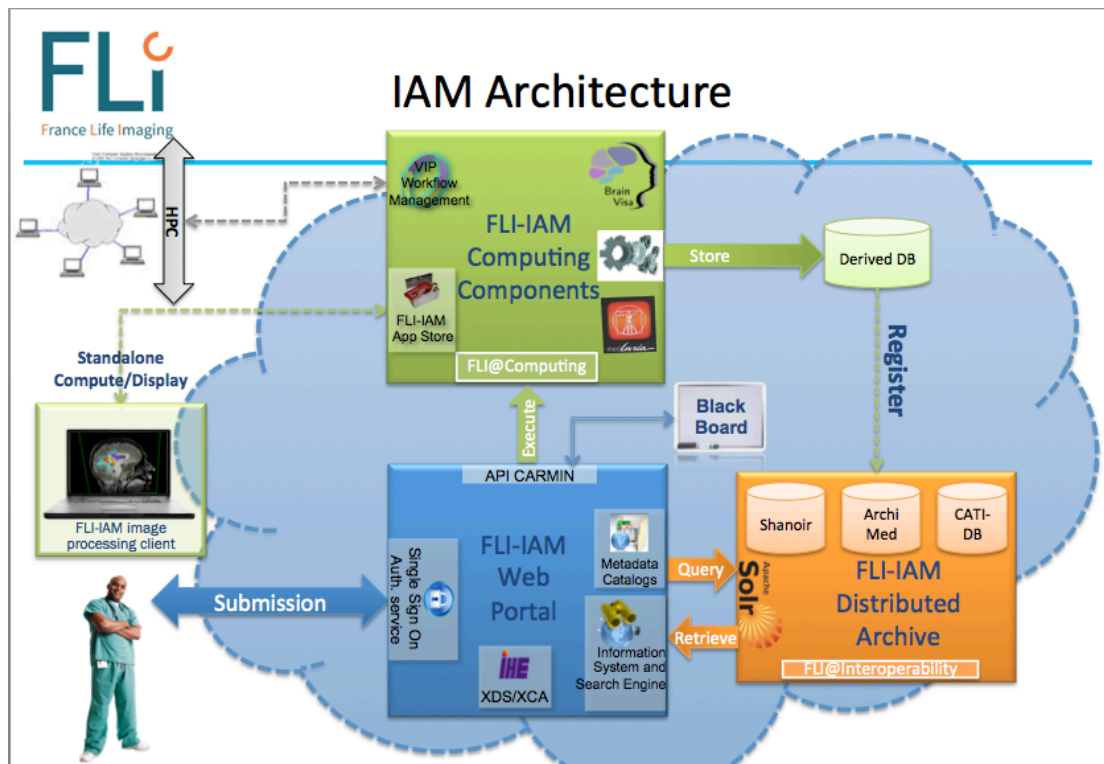 FLi
France Life Imaging
IAM Architecture
HPC
VIP
Workflow
Management
Brain
Visa
FLI-IAM
Computing
Components
FLI-IAM
App Store
medInria
FLI@Computing
Store
Derived DB
Register
Standalone
Compute/Display
FLI-IAM image
processing client
Execute
Black
Board
API CARMIN
Single Sign On
Auth. service
FLI-IAM
Web
Portal
Metadata
Catalogs
Information
System and
Search Engine
IHE
XDS/XCA
Submission
Query
Retrieve
Shanoir
Archi
Med
CATI-
DB
Apache
Solr
FLI-IAM
Distributed
Archive
FLI@Interoperability